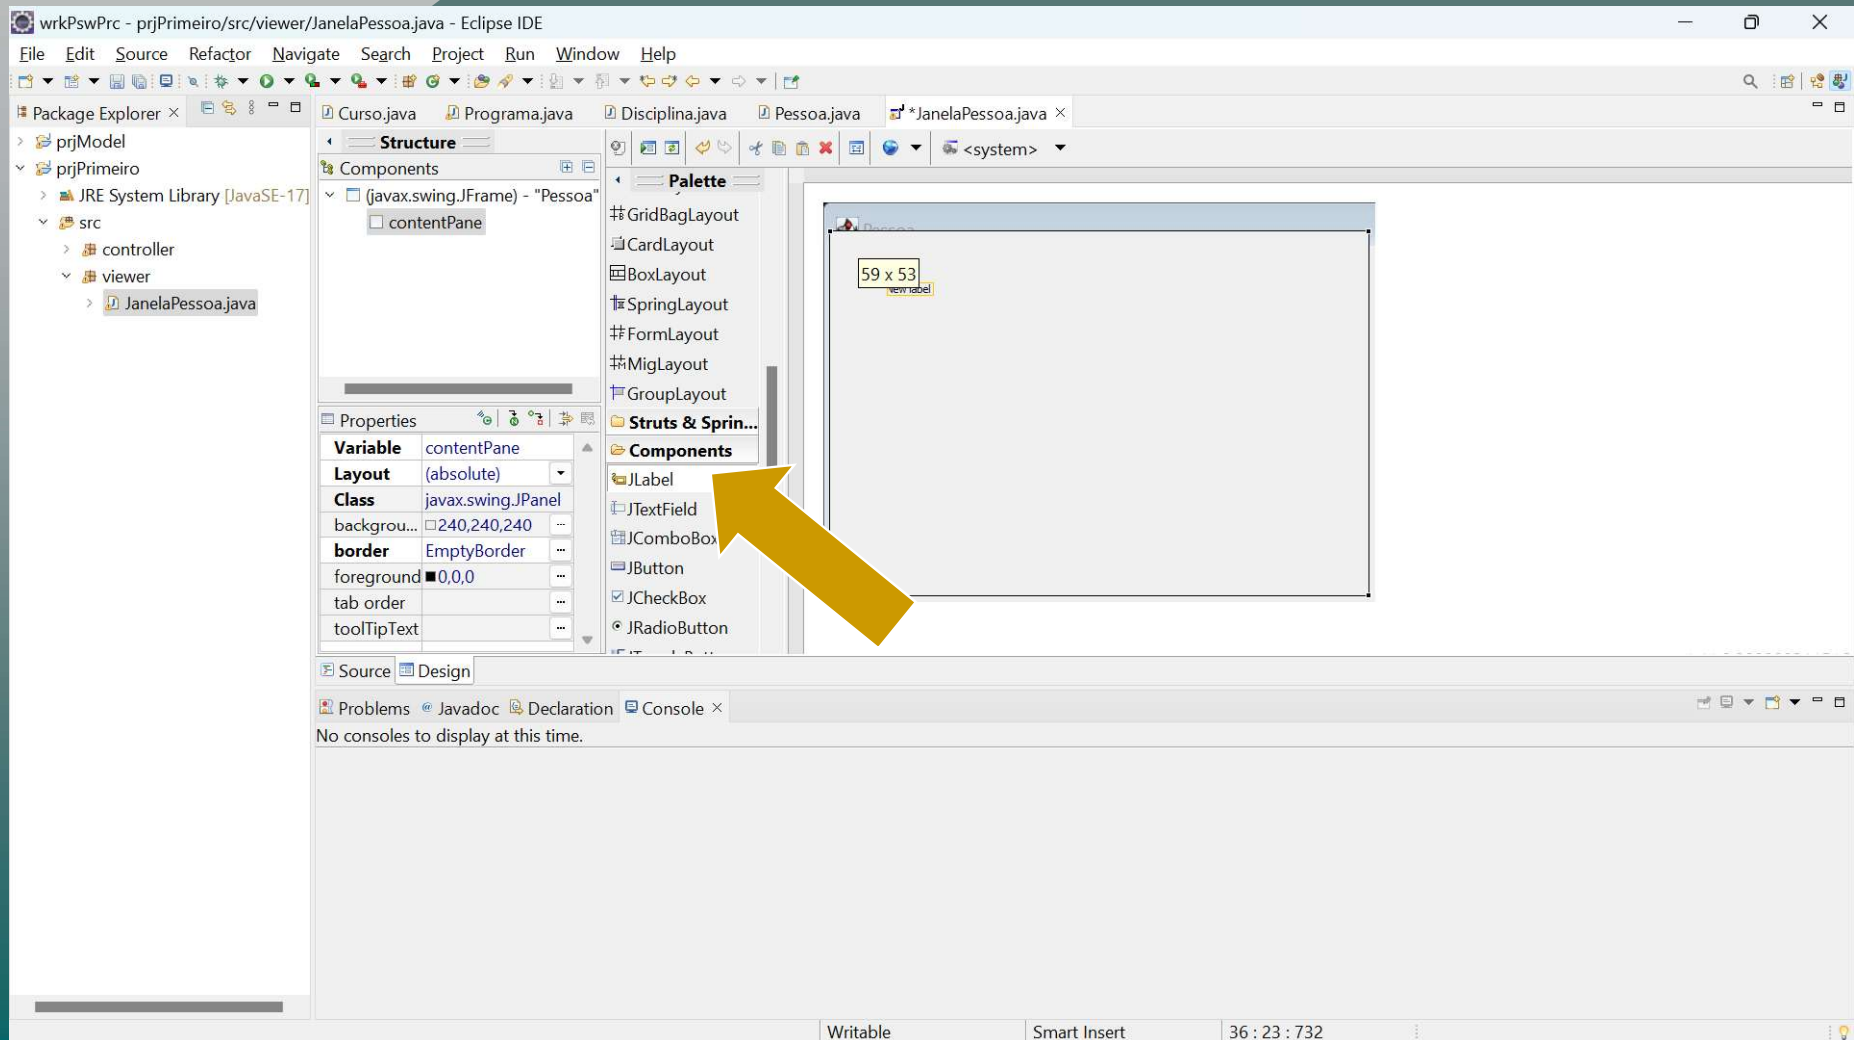 wrkPswPrc - prjPrimeiro/src/viewer/JanelaPessoa.java - Eclipse IDE
File Edit Source Refactor Navigate Search Project Run Window Help
Package Explorer
prjModel
prjPrimeiro
JRE System Library [JavaSE-17]
src
controller
viewer
JanelaPessoa.java
Curso.java Programa.java Disciplina.java Pessoa.java *JanelaPessoa.java
Structure
Components
(javax.swing.JFrame) - "Pessoa"
contentPane
Properties
Variable contentPane
Layout (absolute)
Class javax.swing.JPanel
backgrou... 240,240,240
border EmptyBorder
foreground 0,0,0
tab order
toolTipText
<system>
Palette
GridBagLayout
CardLayout
BoxLayout
SpringLayout
FormLayout
MigLayout
GroupLayout
Struts & Sprin...
Components
JLabel
JTextField
JComboBox
JButton
JCheckBox
JRadioButton
Pessoa
59 x 53
New label
Source Design
Problems Javadoc Declaration Console
No consoles to display at this time.
Writable Smart Insert 36 : 23 : 732